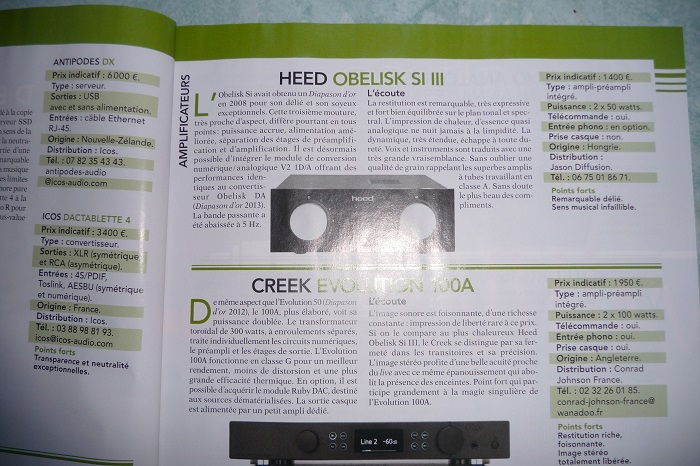 ANTIPODES DX
Prix indicatif : 6 000 €.
Type : serveur.
Sorties : USB
avec et sans alimentation.
Entrées : câble Ethernet
RJ-45.
Origine : Nouvelle-Zélande.
Distribution : Icos.
Tél. : 07 82 35 43 43.
antipodes-audio
@icos-audio.com
ICOS DACTABLETTE 4
Prix indicatif : 3 400 €.
Type : convertisseur.
Sorties : XLR (symétrique)
et RCA (asymétrique).
Entrées : 4S/PDIF,
Toslink, AESBU (symétrique
et numérique).
Origine : France.
Distribution : Icos.
Tél. : 03 88 98 81 93.
icos@icos-audio.com
Points forts
Transparence et neutralité
exceptionnelles.
AMPLIFICATEURS
HEED OBELISK SI III
L'Obelisk Si avait obtenu un Diapason d'or
en 2008 pour son délié et son soyeux
exceptionnels. Cette troisième mouture,
très proche d'aspect, diffère pourtant en tous
points : puissance accrue, alimentation amé-
liorée, séparation des étages de préamplifi-
cation et d'amplification. Il est désormais
possible d'intégrer le module de conversion
numérique/analogique V2 1D/A offrant des
performances iden-
tiques au convertis-
seur Obelisk DA
(Diapason d'or 2013).
La bande passante a
été abaissée à 5 Hz.
L'écoute
La restitution est remarquable, très expressive
et fort bien équilibrée sur le plan tonal et spec-
tral. L'impression de chaleur, d'essence quasi
analogique ne nuit jamais à la limpidité. La
dynamique, très étendue, échappe à toute du-
reté. Voix et instruments sont traduits avec une
très grande vraisemblance. Sans oublier une
qualité de grain rappelant les superbes amplis
à tubes travaillant en
classe A. Sans doute
le plus beau des com-
pliments.
heed
Prix indicatif : 1 400 €.
Type : ampli-préampli
intégré.
Puissance : 2 x 50 watts.
Télécommande : oui.
Entrée phono : en option.
Prise casque : non.
Origine : Hongrie.
Distribution :
Jason Diffusion.
Tél. : 06 75 01 86 71.
Points forts
Remarquable délié.
Sens musical infaillible.
CREEK EVOLUTION 100A
De même aspect que l'Evolution 50 (Diapason
d'or 2012), le 100A, plus élaboré, voit sa
puissance doublée. Le transformateur
toroïdal de 300 watts, à enroulements séparés,
traite individuellement les circuits numériques,
le préampli et les étages de sortie. L'Evolution
100A fonctionne en classe G pour un meilleur
rendement, moins de distorsion et une plus
grande efficacité thermique. En option, il est
possible d'acquérir le module Ruby DAC, destiné
aux sources dématérialisées. La sortie casque
est alimentée par un petit ampli dédié.
L'écoute
L'image sonore est foisonnante, d'une richesse
constante : impression de liberté rare à ce prix.
Si on le compare au plus chaleureux Heed
Obelisk SI III, le Creek se distingue par sa fer-
meté dans les transitoires et sa précision.
L'image stéréo profite d'une belle acuité proche
du live avec ce même épanouissement qui abo-
lit la présence des enceintes. Point fort qui par-
ticipe grandement à la magie singulière de
l'Evolution 100A.
Line 2 -60dB
Prix indicatif : 1 950 €.
Type : ampli-préampli
intégré.
Puissance : 2 x 100 watts.
Télécommande : oui.
Entrée phono : oui.
Prise casque : oui.
Origine : Angleterre.
Distribution : Conrad
Johnson France.
Tél. : 02 32 26 01 85.
conrad-johnson-france@
wanadoo.fr
Points forts
Restitution riche,
foisonnante.
Image stéréo
totalement libérée.